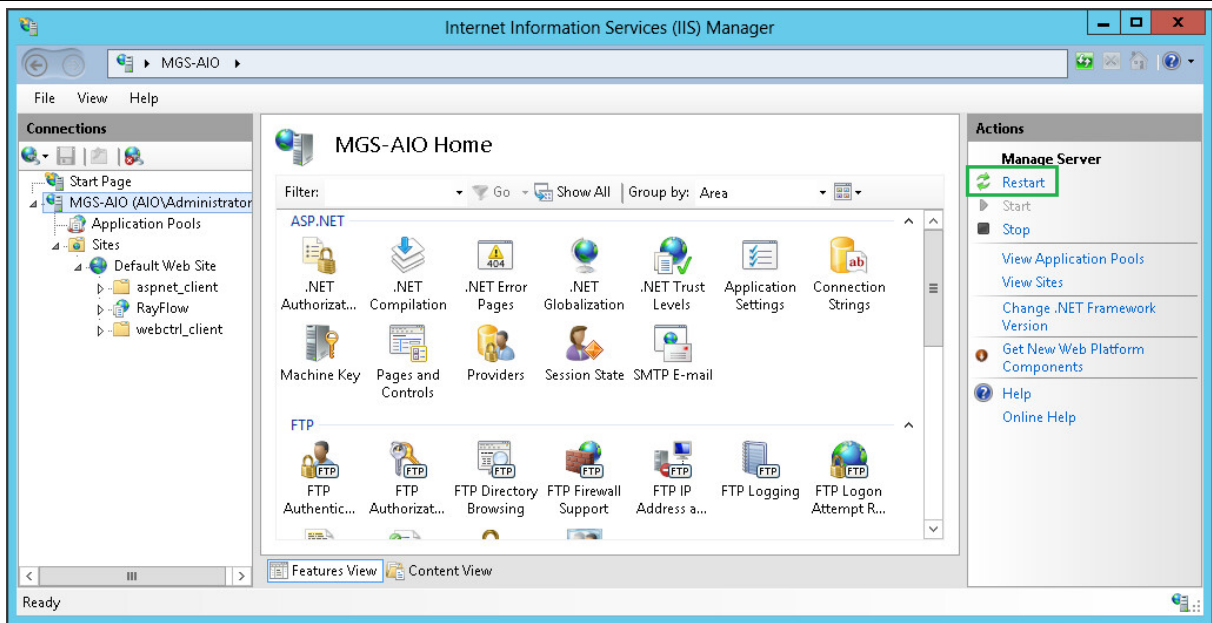 Internet Information Services (IIS) Manager
MGS-AIO
File View Help
Connections
Start Page
MGS-AIO (AIO\Administrator
Application Pools
Sites
Default Web Site
aspnet_client
RayFlow
webctrl_client
MGS-AIO Home
Filter: Go Show All Group by: Area
ASP.NET
.NET Authorizat...
.NET Compilation
.NET Error Pages
.NET Globalization
.NET Trust Levels
Application Settings
Connection Strings
Machine Key
Pages and Controls
Providers
Session State
SMTP E-mail
FTP
FTP Authentic...
FTP Authorizat...
FTP Directory Browsing
FTP Firewall Support
FTP IP Address a...
FTP Logging
FTP Logon Attempt R...
Features View Content View
Actions
Manage Server
Restart
Start
Stop
View Application Pools
View Sites
Change .NET Framework
Version
Get New Web Platform
Components
Help
Online Help
Ready